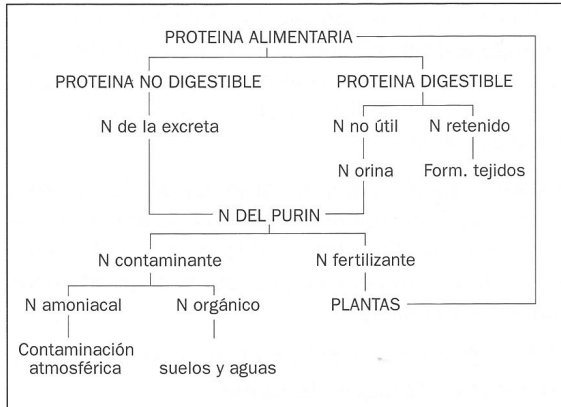 PROTEINA ALIMENTARIA
PROTEINA NO DIGESTIBLE
PROTEINA DIGESTIBLE
N de la excreta
N no útil
N retenido
N orina
Form. tejidos
N DEL PURIN
N contaminante
N fertilizante
N amoniacal
N orgánico
PLANTAS
Contaminación
atmosférica
suelos y aguas